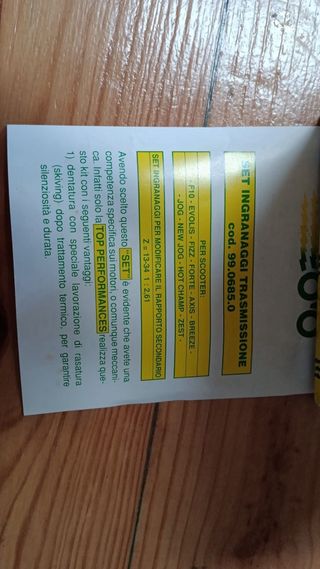 SET INGRANAGGI TRASMISSIONE
cod. 99.0685.0
PER SCOOTER:
- F10 - EVOLIS - FIZZ - FORTE - AXIS - BREEZE -
- JOG - NEW JOG - HOT CHAMP - ZEST -
SET INGRANAGGI PER MODIFICARE IL RAPPORTO SECONDARIO
Z = 13-34 1 : 2,61
Avendo scelto questo "SET" è evidente che avete una
competenza specifica sui motori, o comunque meccani-
ca. Infatti solo la TOP PERFORMANCES realizza que-
sto kit con i seguenti vantaggi:
1) dentatura con speciale lavorazione di rasatura
(skiving), dopo trattamento termico, per garantire
silenziosità e durata.